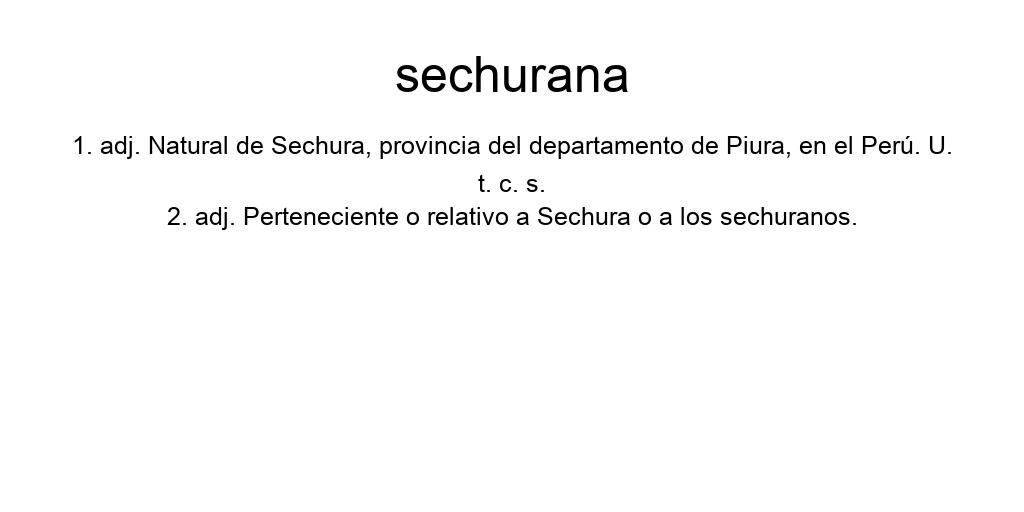 sechurana
1. adj. Natural de Sechura, provincia del departamento de Piura, en el Perú. U.
t. c. s.
2. adj. Perteneciente o relativo a Sechura o a los sechuranos.